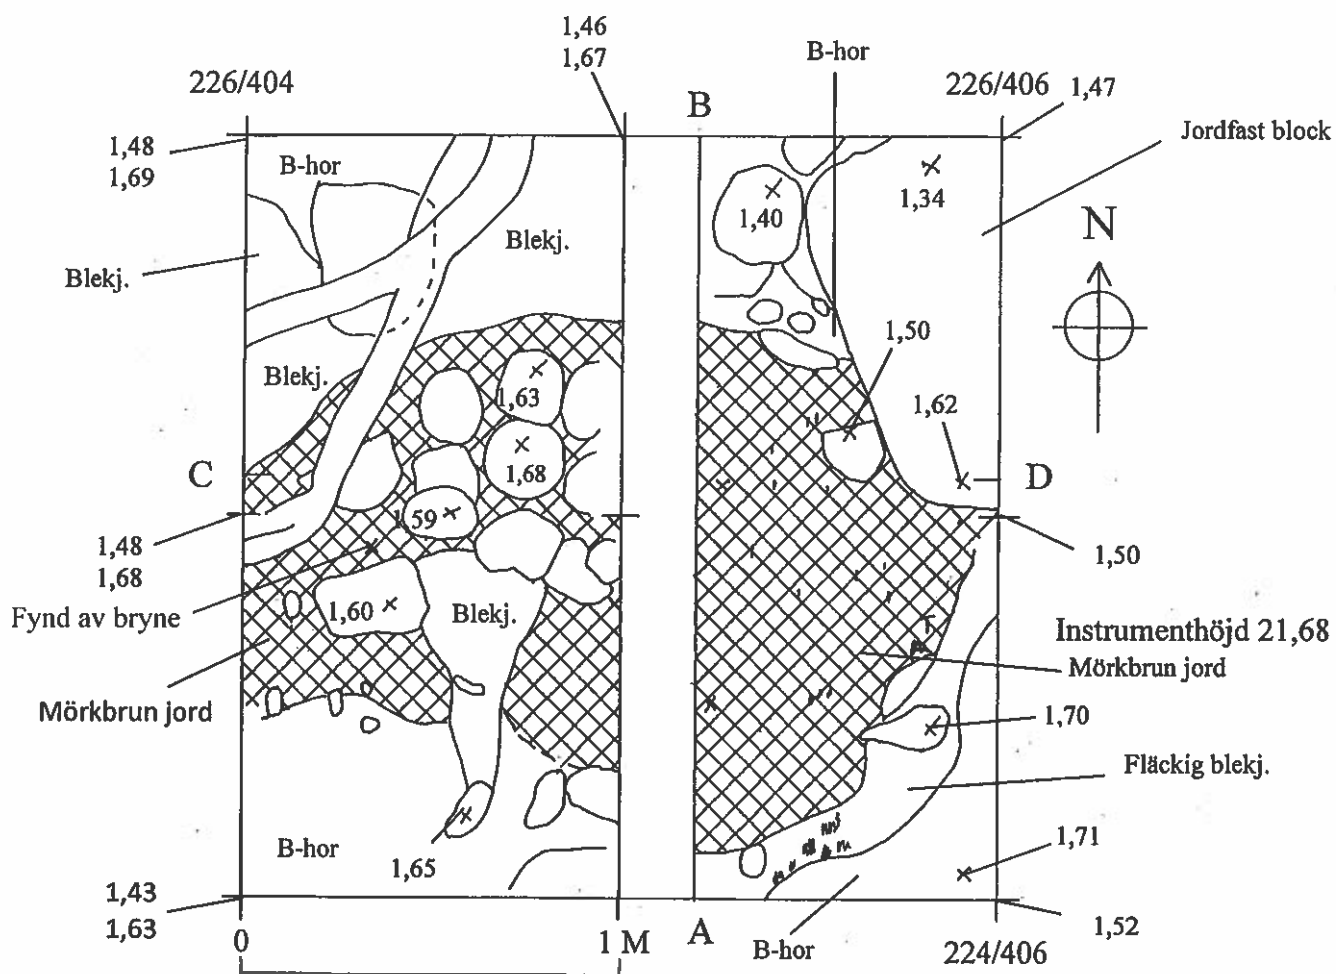 1,46
1,67
B-hor
226/404
B
226/406
1,47
Jordfast block
1,48
1,69
B-hor
1,34
1,40
N
Blekj.
Blekj.
1,50
Blekj.
1,63
1,62
C
1,68
D
1,59
1,48
1,68
1,50
Fynd av bryne
1,60
Blekj.
T
Instrumenthöjd 21,68
Mörkbrun jord
Mörkbrun jord
1,70
Fläckig blekj.
B-hor
1,65
1,71
1,43
1,63
1,52
0
1 M
A
B-hor
224/406